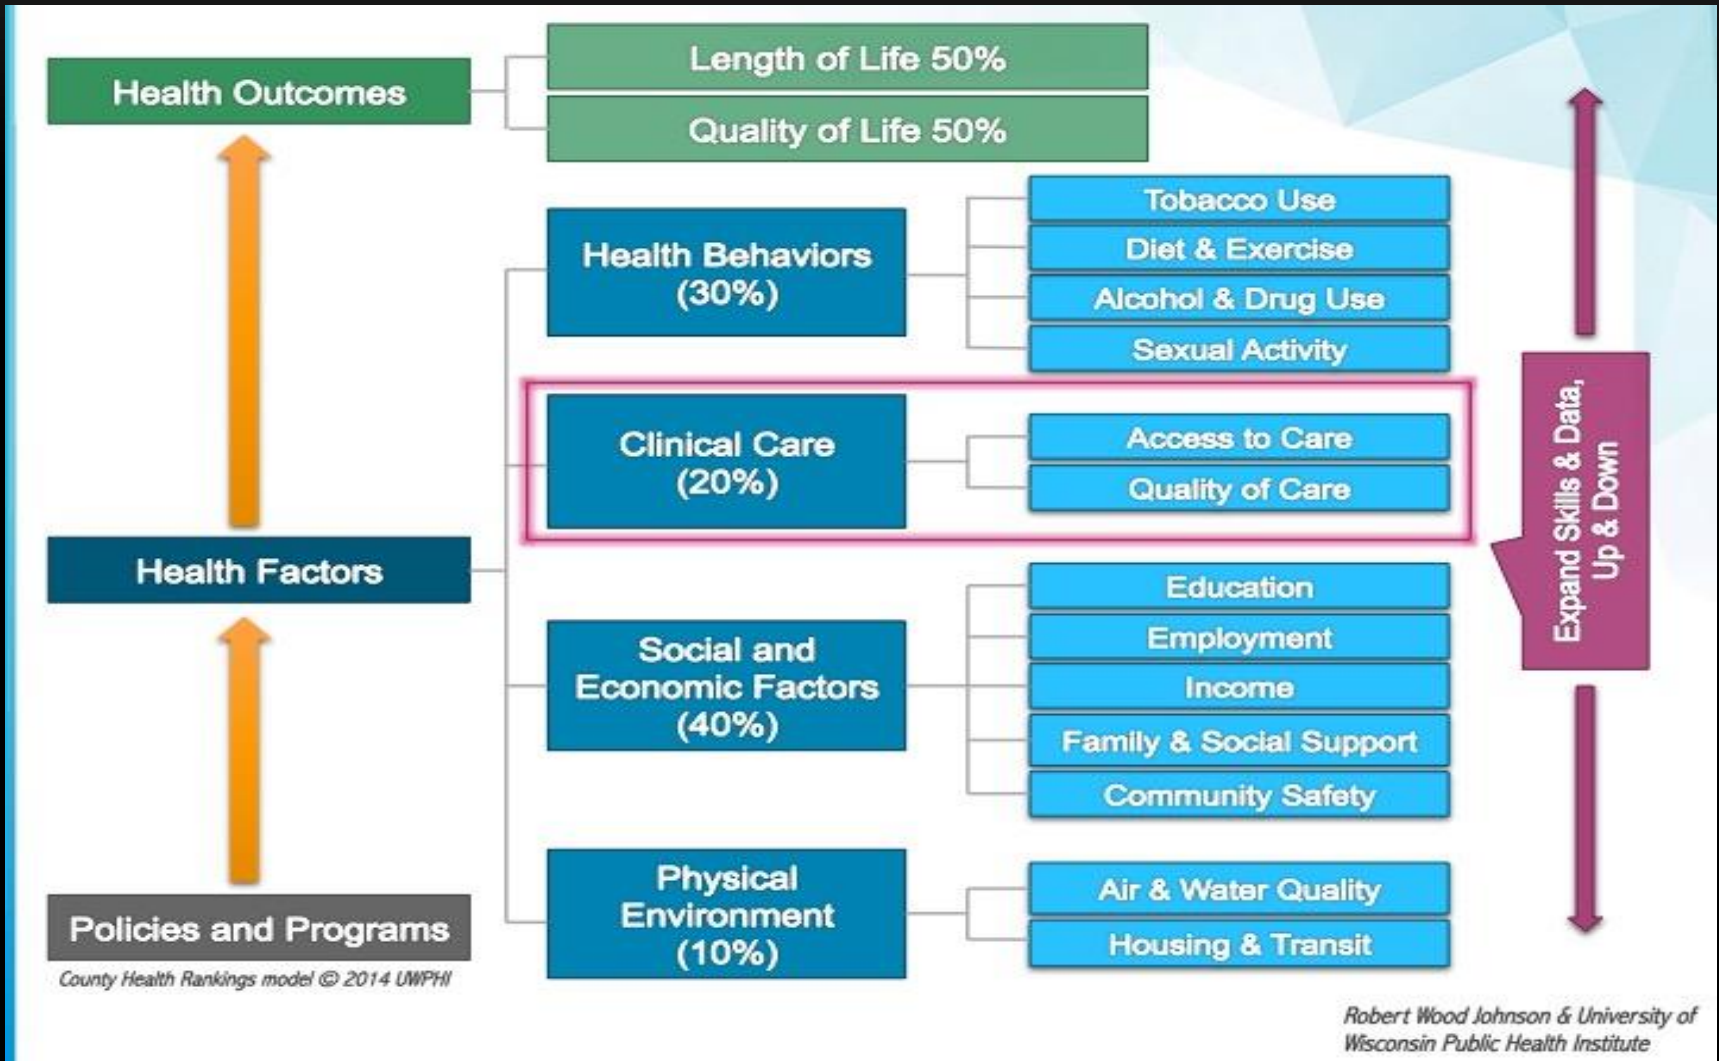 Health Outcomes
Length of Life 50%
Quality of Life 50%
Health Behaviors
(30%)
Tobacco Use
Diet & Exercise
Alcohol & Drug Use
Sexual Activity
Clinical Care
(20%)
Access to Care
Quality of Care
Health Factors
Social and
Economic Factors
(40%)
Education
Employment
Income
Family & Social Support
Community Safety
Physical
Environment
(10%)
Air & Water Quality
Housing & Transit
Policies and Programs
County Health Rankings model © 2014 UWPHI
Expand Skills & Data,
Up & Down
Robert Wood Johnson & University of
Wisconsin Public Health Institute